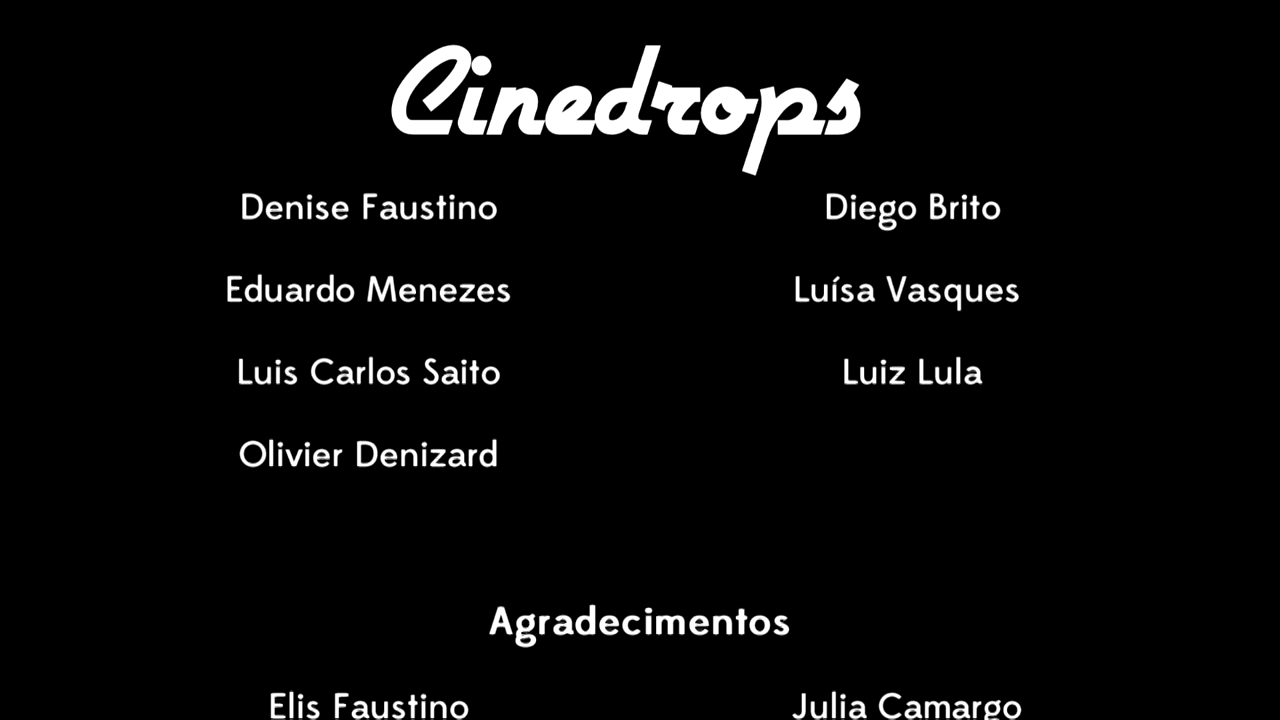 Cinedrops
Denise Faustino Diego Brito
Eduardo Menezes Luísa Vasques
Luis Carlos Saito Luiz Lula
Olivier Denizard
Agradecimentos
Elis Faustino Julia Camargo